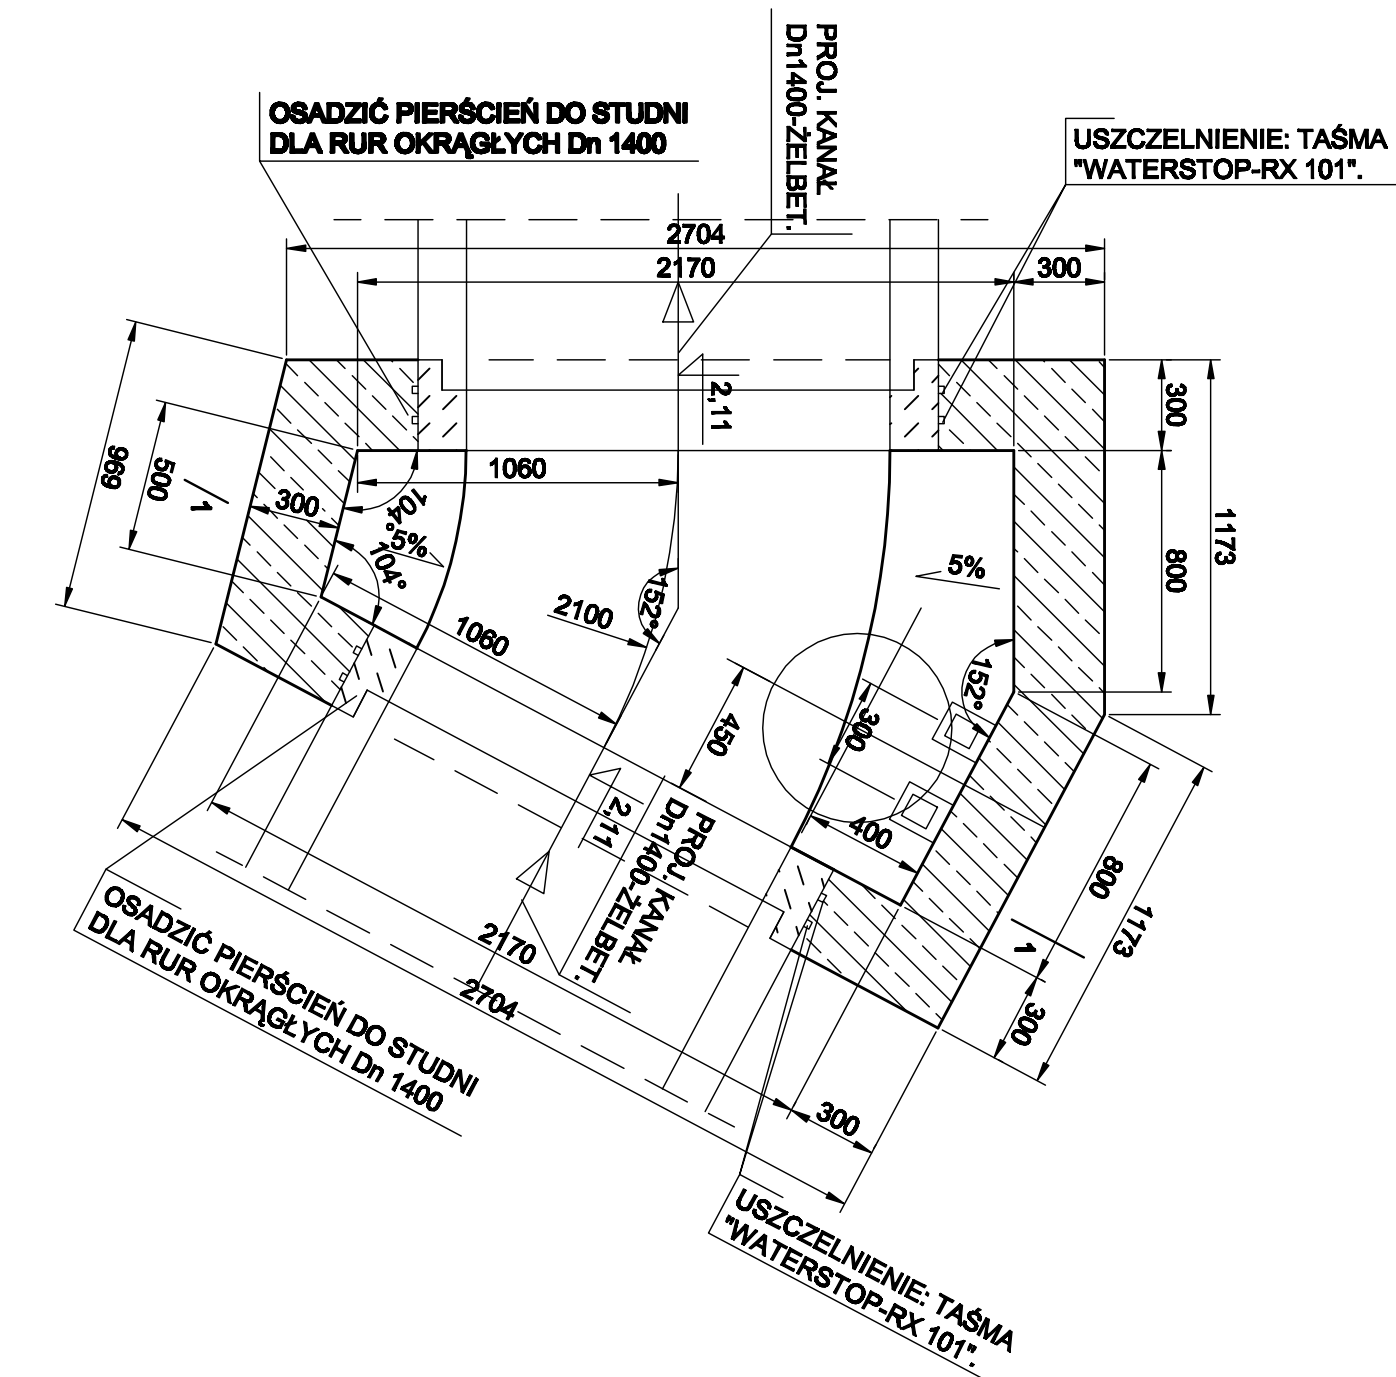 PROJ. KANAŁ
Dn1400-ŻELBET.
OSADZIĆ PIERŚCIEŃ DO STUDNI
DLA RUR OKRĄGŁYCH Dn 1400
USZCZELNIENIE: TAŚMA
"WATERSTOP-RX 101".
2704
2170
300
2,11
300
1173
800
969
500
1
300
1060
104°
5%
104°
1060
2100
152°
5%
152°
450
300
400
2,11
PROJ. KANAŁ
Dn1400-ŻELBET.
800
1173
1
300
2170
2704
300
OSADZIĆ PIERŚCIEŃ DO STUDNI
DLA RUR OKRĄGŁYCH Dn 1400
USZCZELNIENIE: TAŚMA
"WATERSTOP-RX 101".